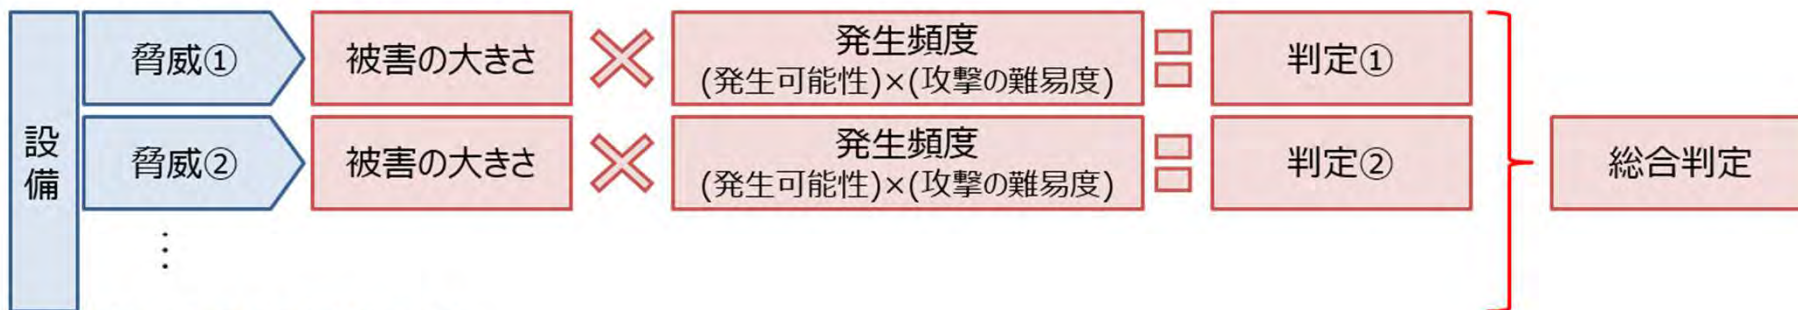 設備
脅威①
被害の大きさ
発生頻度
(発生可能性)×(攻撃の難易度)
判定①
脅威②
被害の大きさ
発生頻度
(発生可能性)×(攻撃の難易度)
判定②
⋮
総合判定